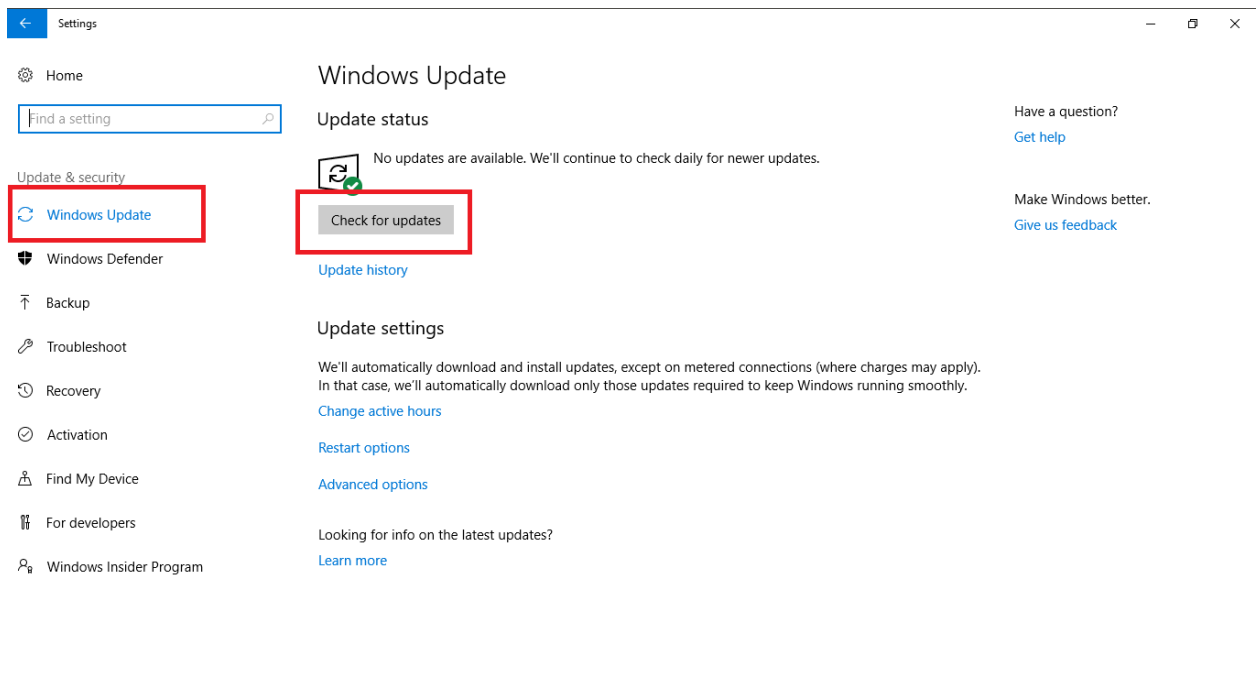 Settings
Home
Find a setting
Update & security
Windows Update
Windows Defender
Backup
Troubleshoot
Recovery
Activation
Find My Device
For developers
Windows Insider Program
Windows Update
Update status
No updates are available. We'll continue to check daily for newer updates.
Check for updates
Update history
Update settings
We'll automatically download and install updates, except on metered connections (where charges may apply).
In that case, we'll automatically download only those updates required to keep Windows running smoothly.
Change active hours
Restart options
Advanced options
Looking for info on the latest updates?
Learn more
Have a question?
Get help
Make Windows better.
Give us feedback